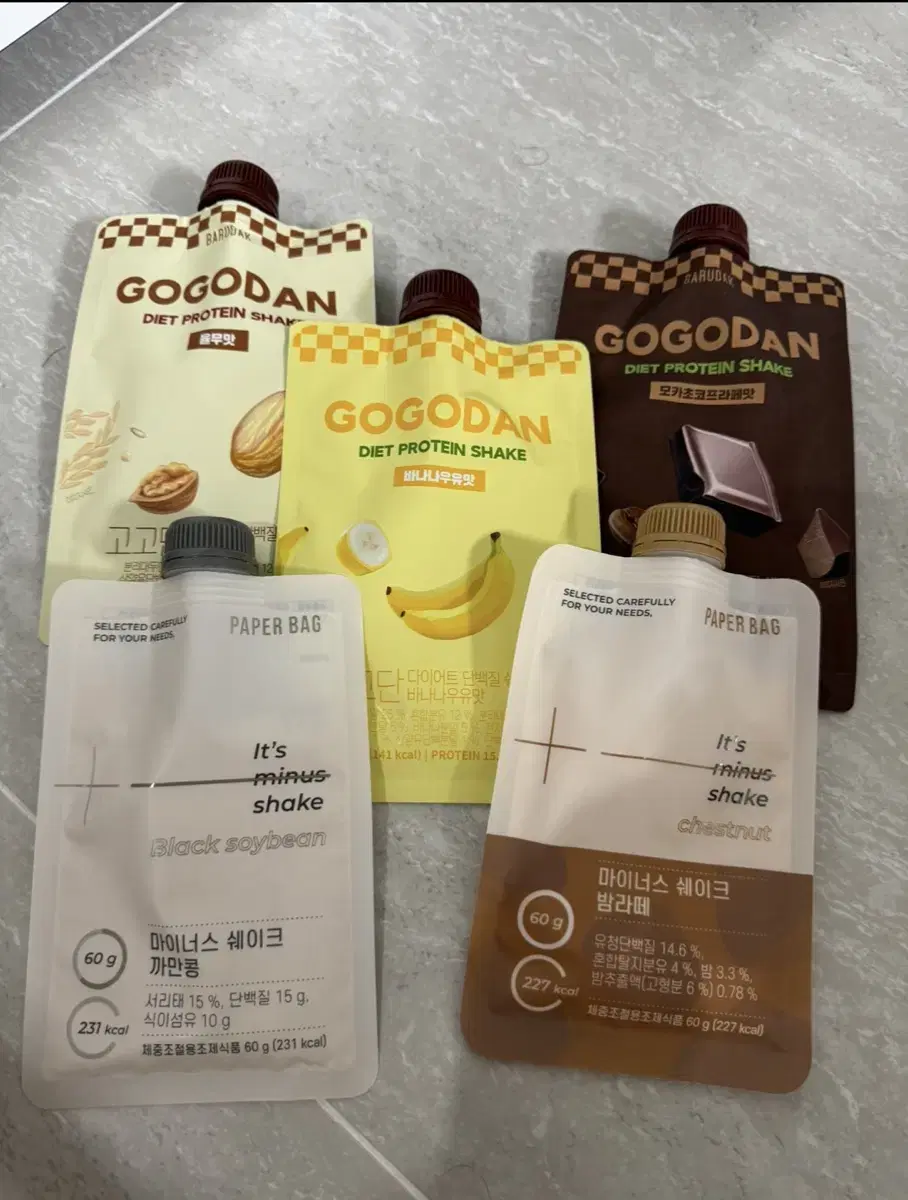 BARUDAK
GOGODAN
DIET PROTEIN SHAKE
율무맛
고고단
BARUDAK
GOGODAN
DIET PROTEIN SHAKE
모카초코프라페맛
GOGODAN
DIET PROTEIN SHAKE
바나나우유맛
단 다이어트 단백질
바나나우유맛
141 kcal) | PROTEIN 15.
SELECTED CAREFULLY
FOR YOUR NEEDS.
PAPER BAG
It's
minus
shake
Black soybean
60 g
마이너스 쉐이크
까만콩
231 kcal
서리태 15 %, 단백질 15 g,
식이섬유 10 g
체중조절용조제식품 60 g (231 kcal)
SELECTED CAREFULLY
FOR YOUR NEEDS.
PAPER BAG
It's
minus
shake
chestnut
60 g
마이너스 쉐이크
밤라떼
227 kcal
유청단백질 14.6 %,
혼합탈지분유 4 %, 밤 3.3 %,
밤추출액(고형분 6 %) 0.78 %
체중조절용조제식품 60 g (227 kcal)